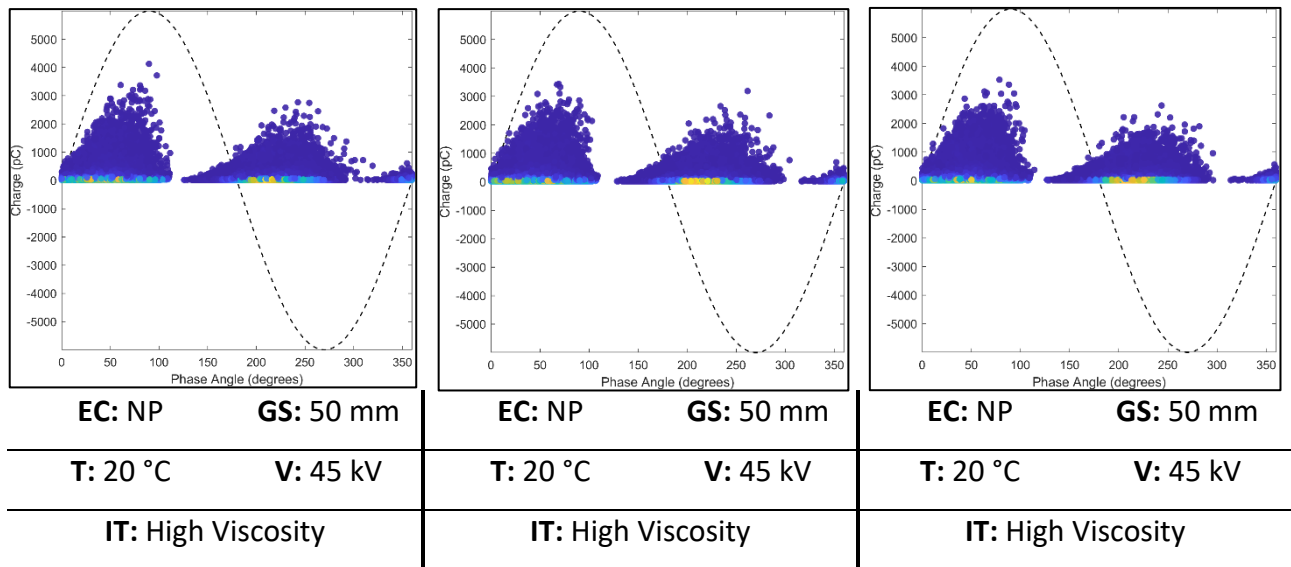 5000
4000
3000
2000
1000
0
-1000
-2000
-3000
-4000
-5000
Charge (pC)
0 50 100 150 200 250 300 350
Phase Angle (degrees)
5000
4000
3000
2000
1000
0
-1000
-2000
-3000
-4000
-5000
Charge (pC)
0 50 100 150 200 250 300 350
Phase Angle (degrees)
5000
4000
3000
2000
1000
0
-1000
-2000
-3000
-4000
-5000
Charge (pC)
0 50 100 150 200 250 300 350
Phase Angle (degrees)
EC: NP GS: 50 mm
EC: NP GS: 50 mm
EC: NP GS: 50 mm
T: 20 °C V: 45 kV
T: 20 °C V: 45 kV
T: 20 °C V: 45 kV
IT: High Viscosity
IT: High Viscosity
IT: High Viscosity